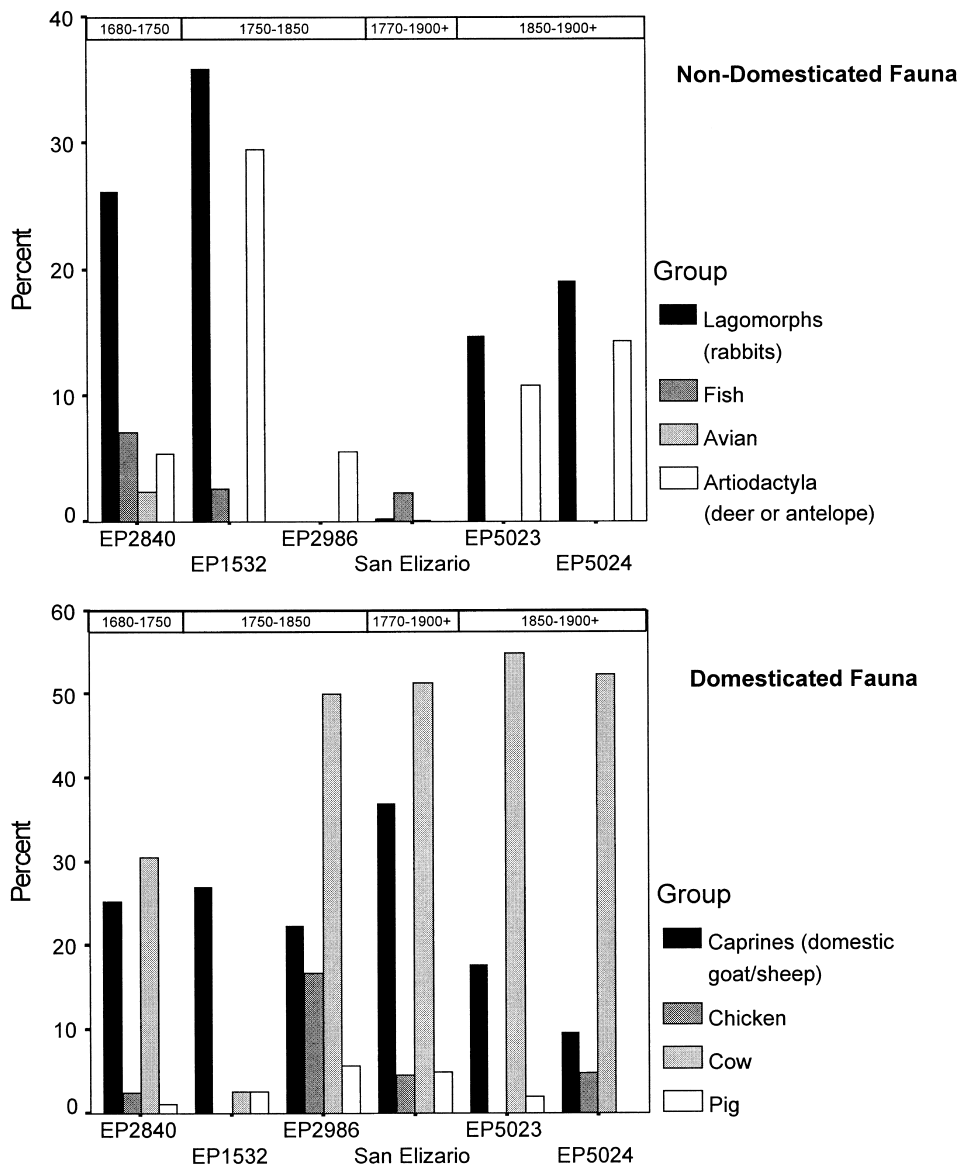 40
1680-1750 1750-1850 1770-1900+ 1850-1900+
Non-Domesticated Fauna
30
Percent
20
10
0
Group
Lagomorphs
(rabbits)
Fish
Avian
Artiodactyla
(deer or antelope)
EP2840 EP2986 EP5023
EP1532 San Elizario EP5024
60
1680-1750 1750-1850 1770-1900+ 1850-1900+
Domesticated Fauna
50
40
30
Percent
20
10
0
Group
Caprines (domestic
goat/sheep)
Chicken
Cow
Pig
EP2840 EP2986 EP5023
EP1532 San Elizario EP5024